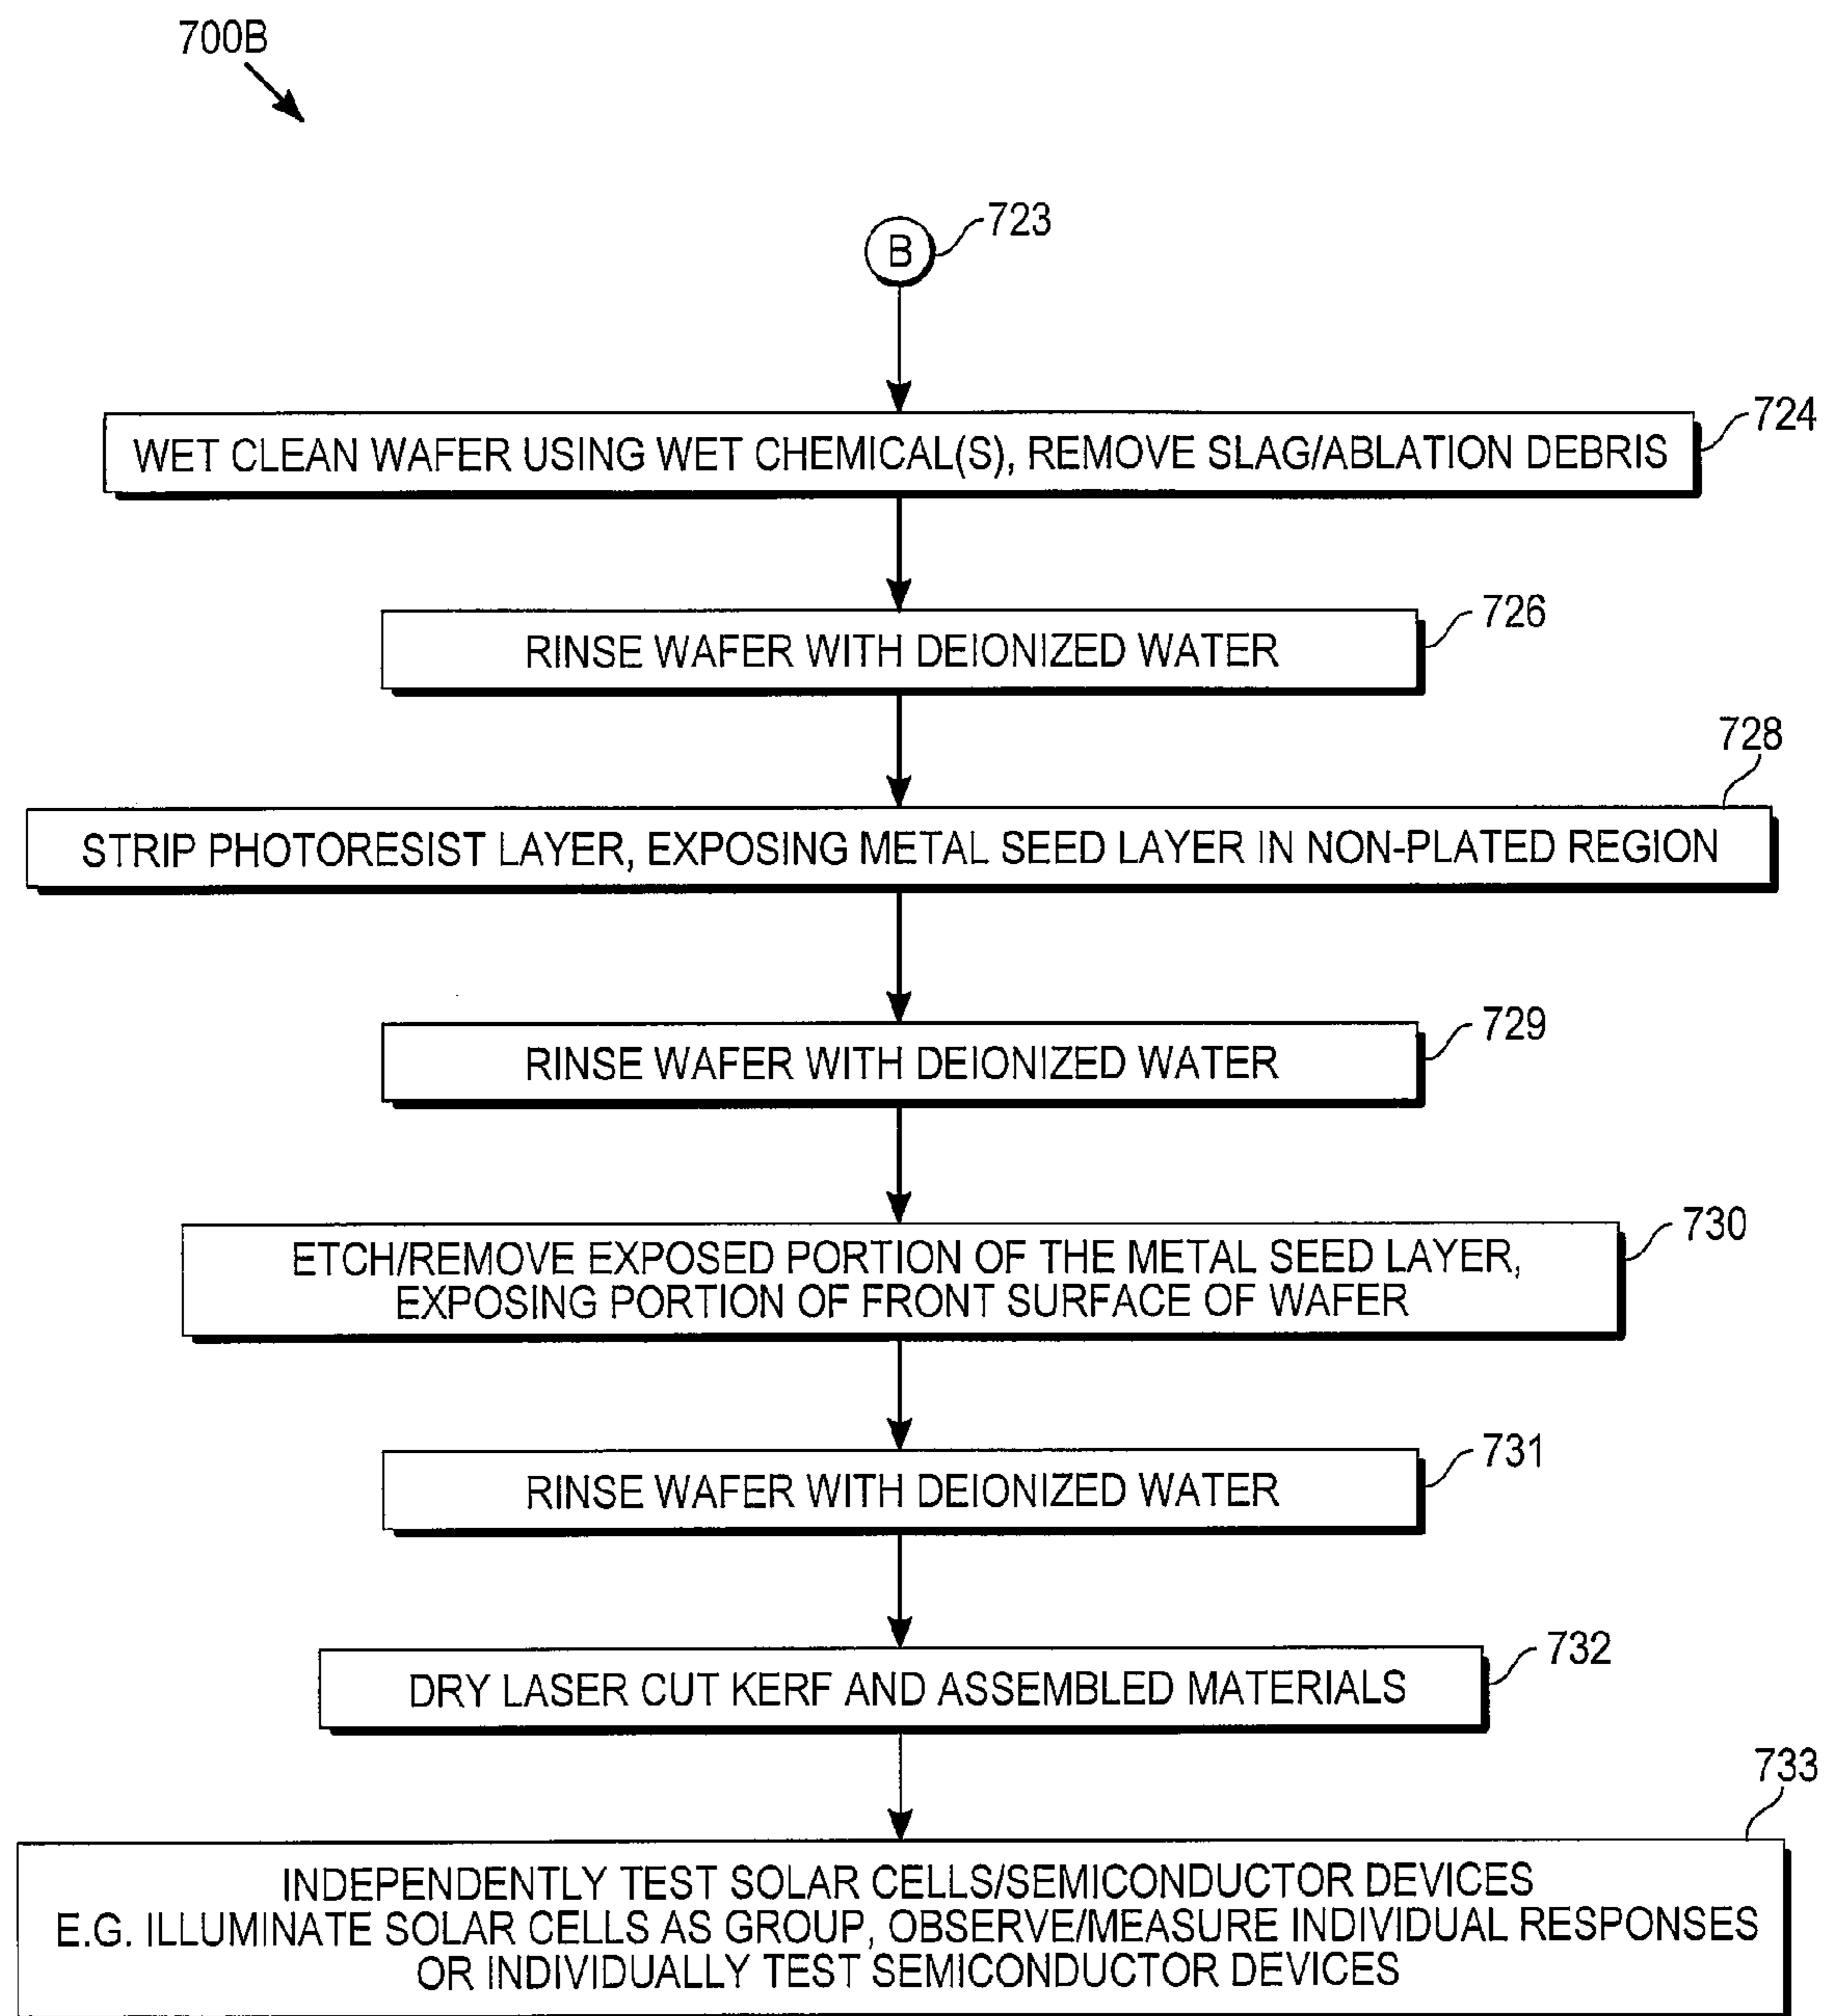 700B
B
723
WET CLEAN WAFER USING WET CHEMICAL(S), REMOVE SLAG/ABLATION DEBRIS
724
RINSE WAFER WITH DEIONIZED WATER
726
728
STRIP PHOTORESIST LAYER, EXPOSING METAL SEED LAYER IN NON-PLATED REGION
RINSE WAFER WITH DEIONIZED WATER
729
ETCH/REMOVE EXPOSED PORTION OF THE METAL SEED LAYER,
EXPOSING PORTION OF FRONT SURFACE OF WAFER
730
RINSE WAFER WITH DEIONIZED WATER
731
DRY LASER CUT KERF AND ASSEMBLED MATERIALS
732
733
INDEPENDENTLY TEST SOLAR CELLS/SEMICONDUCTOR DEVICES
E.G. ILLUMINATE SOLAR CELLS AS GROUP, OBSERVE/MEASURE INDIVIDUAL RESPONSES
OR INDIVIDUALLY TEST SEMICONDUCTOR DEVICES